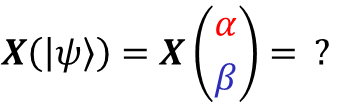 X(|ψ⟩) = X(α β) = ?